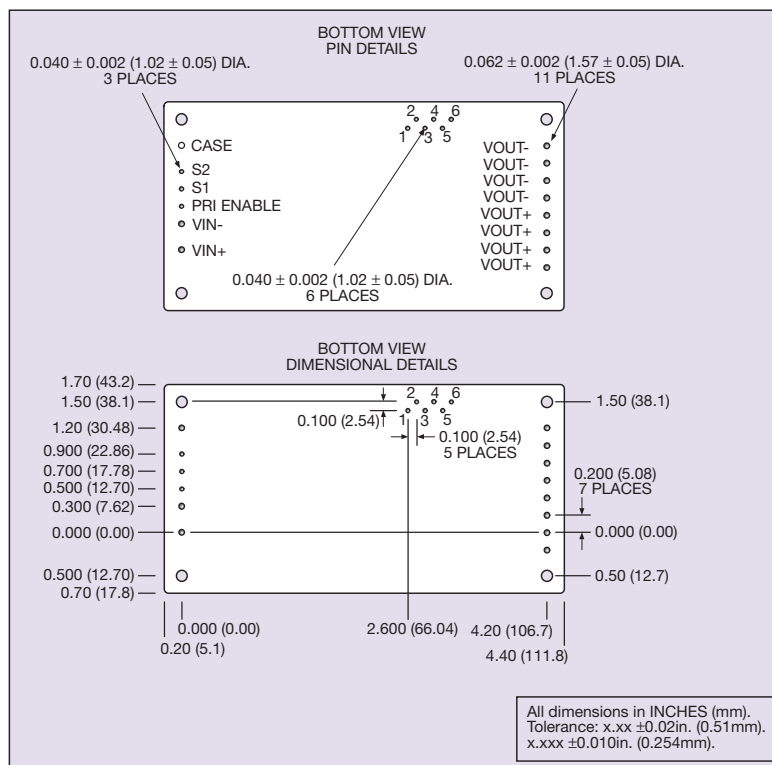 BOTTOM VIEW
PIN DETAILS
0.040 ± 0.002 (1.02 ± 0.05) DIA.
3 PLACES
0.062 ± 0.002 (1.57 ± 0.05) DIA.
11 PLACES
2 4 6
1 3 5
CASE
S2
S1
PRI ENABLE
VIN-
VIN+
VOUT-
VOUT-
VOUT-
VOUT-
VOUT+
VOUT+
VOUT+
VOUT+
0.040 ± 0.002 (1.02 ± 0.05) DIA.
6 PLACES
BOTTOM VIEW
DIMENSIONAL DETAILS
1.70 (43.2)
1.50 (38.1)
1.20 (30.48)
0.900 (22.86)
0.700 (17.78)
0.500 (12.70)
0.300 (7.62)
0.000 (0.00)
0.500 (12.70)
0.70 (17.8)
2 4 6
1 3 5
0.100 (2.54)
0.100 (2.54)
5 PLACES
1.50 (38.1)
0.200 (5.08)
7 PLACES
0.000 (0.00)
0.50 (12.7)
0.000 (0.00)
0.20 (5.1)
2.600 (66.04)
4.20 (106.7)
4.40 (111.8)
All dimensions in INCHES (mm).
Tolerance: x.xx ±0.02in. (0.51mm).
x.xxx ±0.010in. (0.254mm).